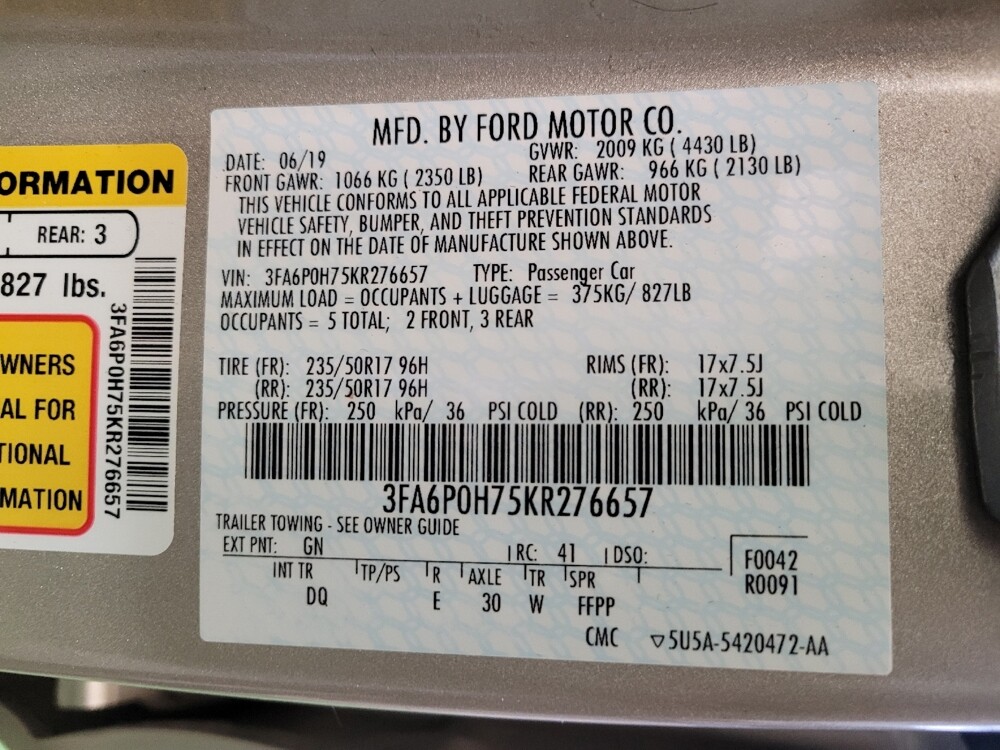 MFD. BY FORD MOTOR CO.
DATE: 06/19 GVWR: 2009 KG ( 4430 LB)
FRONT GAWR: 1066 KG ( 2350 LB) REAR GAWR: 966 KG ( 2130 LB)
THIS VEHICLE CONFORMS TO ALL APPLICABLE FEDERAL MOTOR
VEHICLE SAFETY, BUMPER, AND THEFT PREVENTION STANDARDS
IN EFFECT ON THE DATE OF MANUFACTURE SHOWN ABOVE.
VIN: 3FA6P0H75KR276657 TYPE: Passenger Car
MAXIMUM LOAD = OCCUPANTS + LUGGAGE = 375KG/ 827LB
OCCUPANTS = 5 TOTAL; 2 FRONT, 3 REAR
TIRE (FR): 235/50R17 96H RIMS (FR): 17x7.5J
(RR): 235/50R17 96H (RR): 17x7.5J
PRESSURE (FR): 250 kPa/ 36 PSI COLD (RR): 250 kPa/ 36 PSI COLD
3FA6P0H75KR276657
TRAILER TOWING - SEE OWNER GUIDE
EXT PNT: GN RC: 41 DSO: F0042
R0091
INT TR TP/PS R AXLE TR SPR
DQ E 30 W FFPP
CMC ▽5U5A-5420472-AA
ORMATION
REAR: 3
827 lbs.
3FA6P0H75KR276657
WNERS
AL FOR
TIONAL
MATION